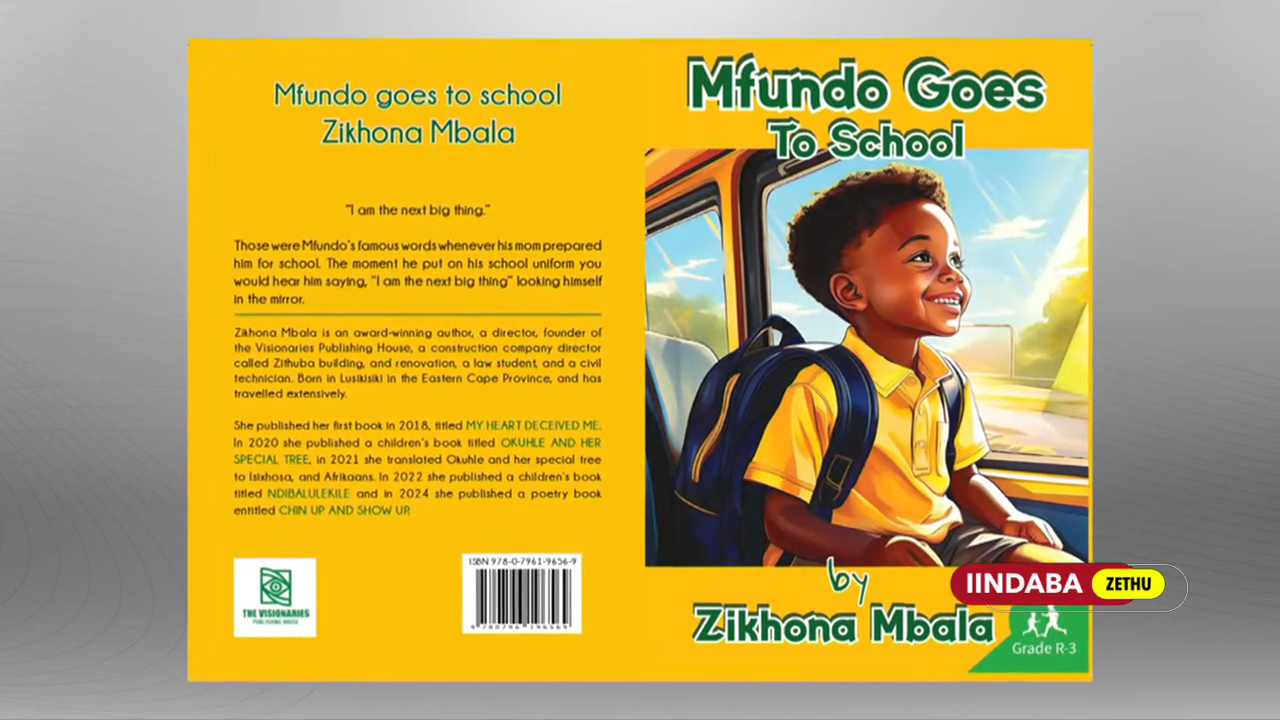 Mfundo goes to school
Zikhona Mbala
"I am the next big thing."
Those were Mfundo's famous words whenever his mom prepared
him for school. The moment he put on his school uniform you
would hear him saying, "I am the next big thing" looking himself
in the mirror.
Zikhona Mbala is an award-winning author, a director, founder of
the Visionaries Publishing House, a construction company director
called Zithuba building, and renovation, a law student, and a civil
technician. Born in Lusikisiki in the Eastern Cape Province, and has
travelled extensively.
She published her first book in 2018, titled MY HEART DECEIVED ME.
In 2020 she published a children's book titled OKUHLE AND HER
SPECIAL TREE, in 2021 she translated Okuhle and her special tree
to Isixhosa, and Afrikaans. In 2022 she published a children's book
titled NDIBALULEKILE and in 2024 she published a poetry book
entitled CHIN UP AND SHOW UP.
THE VISIONARIES
PUBLISHING HOUSE
ISBN 978-0-7961-9656-9
9 780796 196569
Mfundo Goes
To School
by
Zikhona Mbala
IINDABA ZETHU
Grade R-3